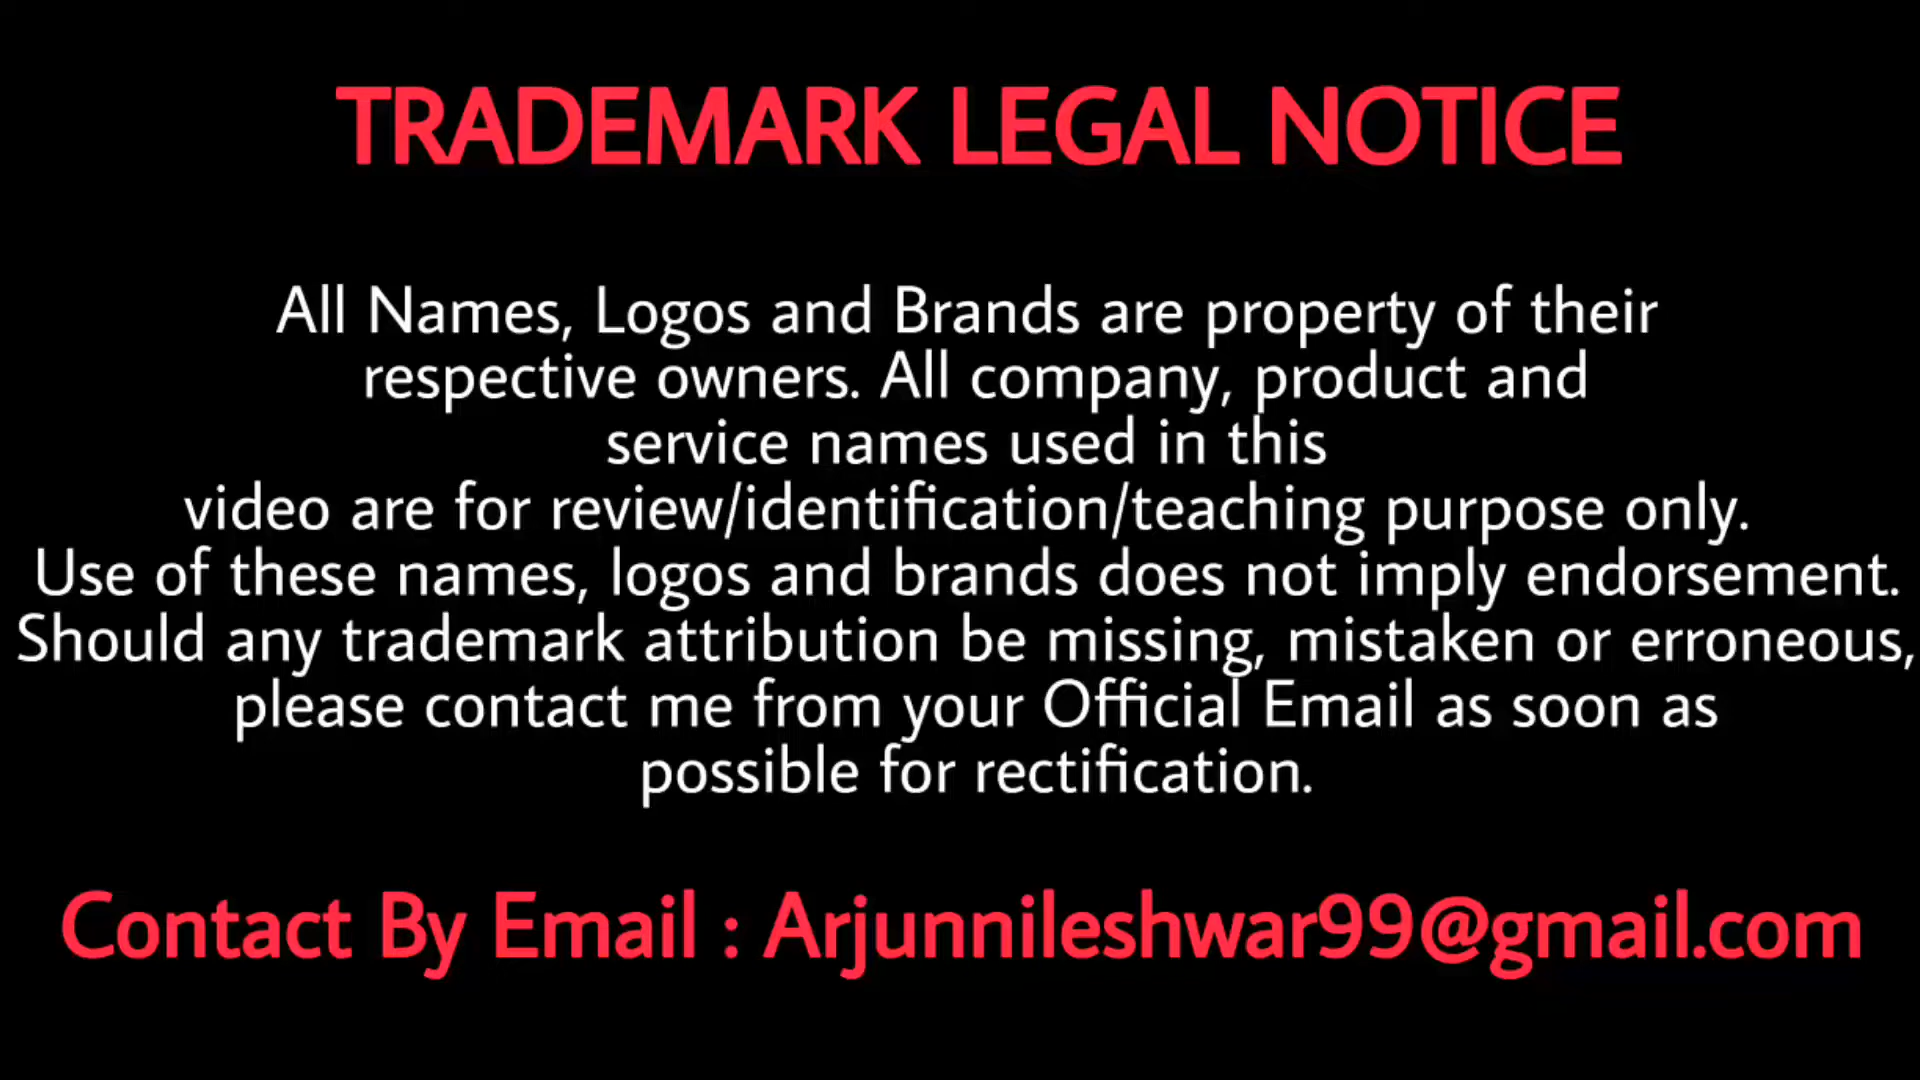 TRADEMARK LEGAL NOTICE
All Names, Logos and Brands are property of their
respective owners. All company, product and
service names used in this
video are for review/identification/teaching purpose only.
Use of these names, logos and brands does not imply endorsement.
Should any trademark attribution be missing, mistaken or erroneous,
please contact me from your Official Email as soon as
possible for rectification.
Contact By Email : Arjunnileshwar99@gmail.com